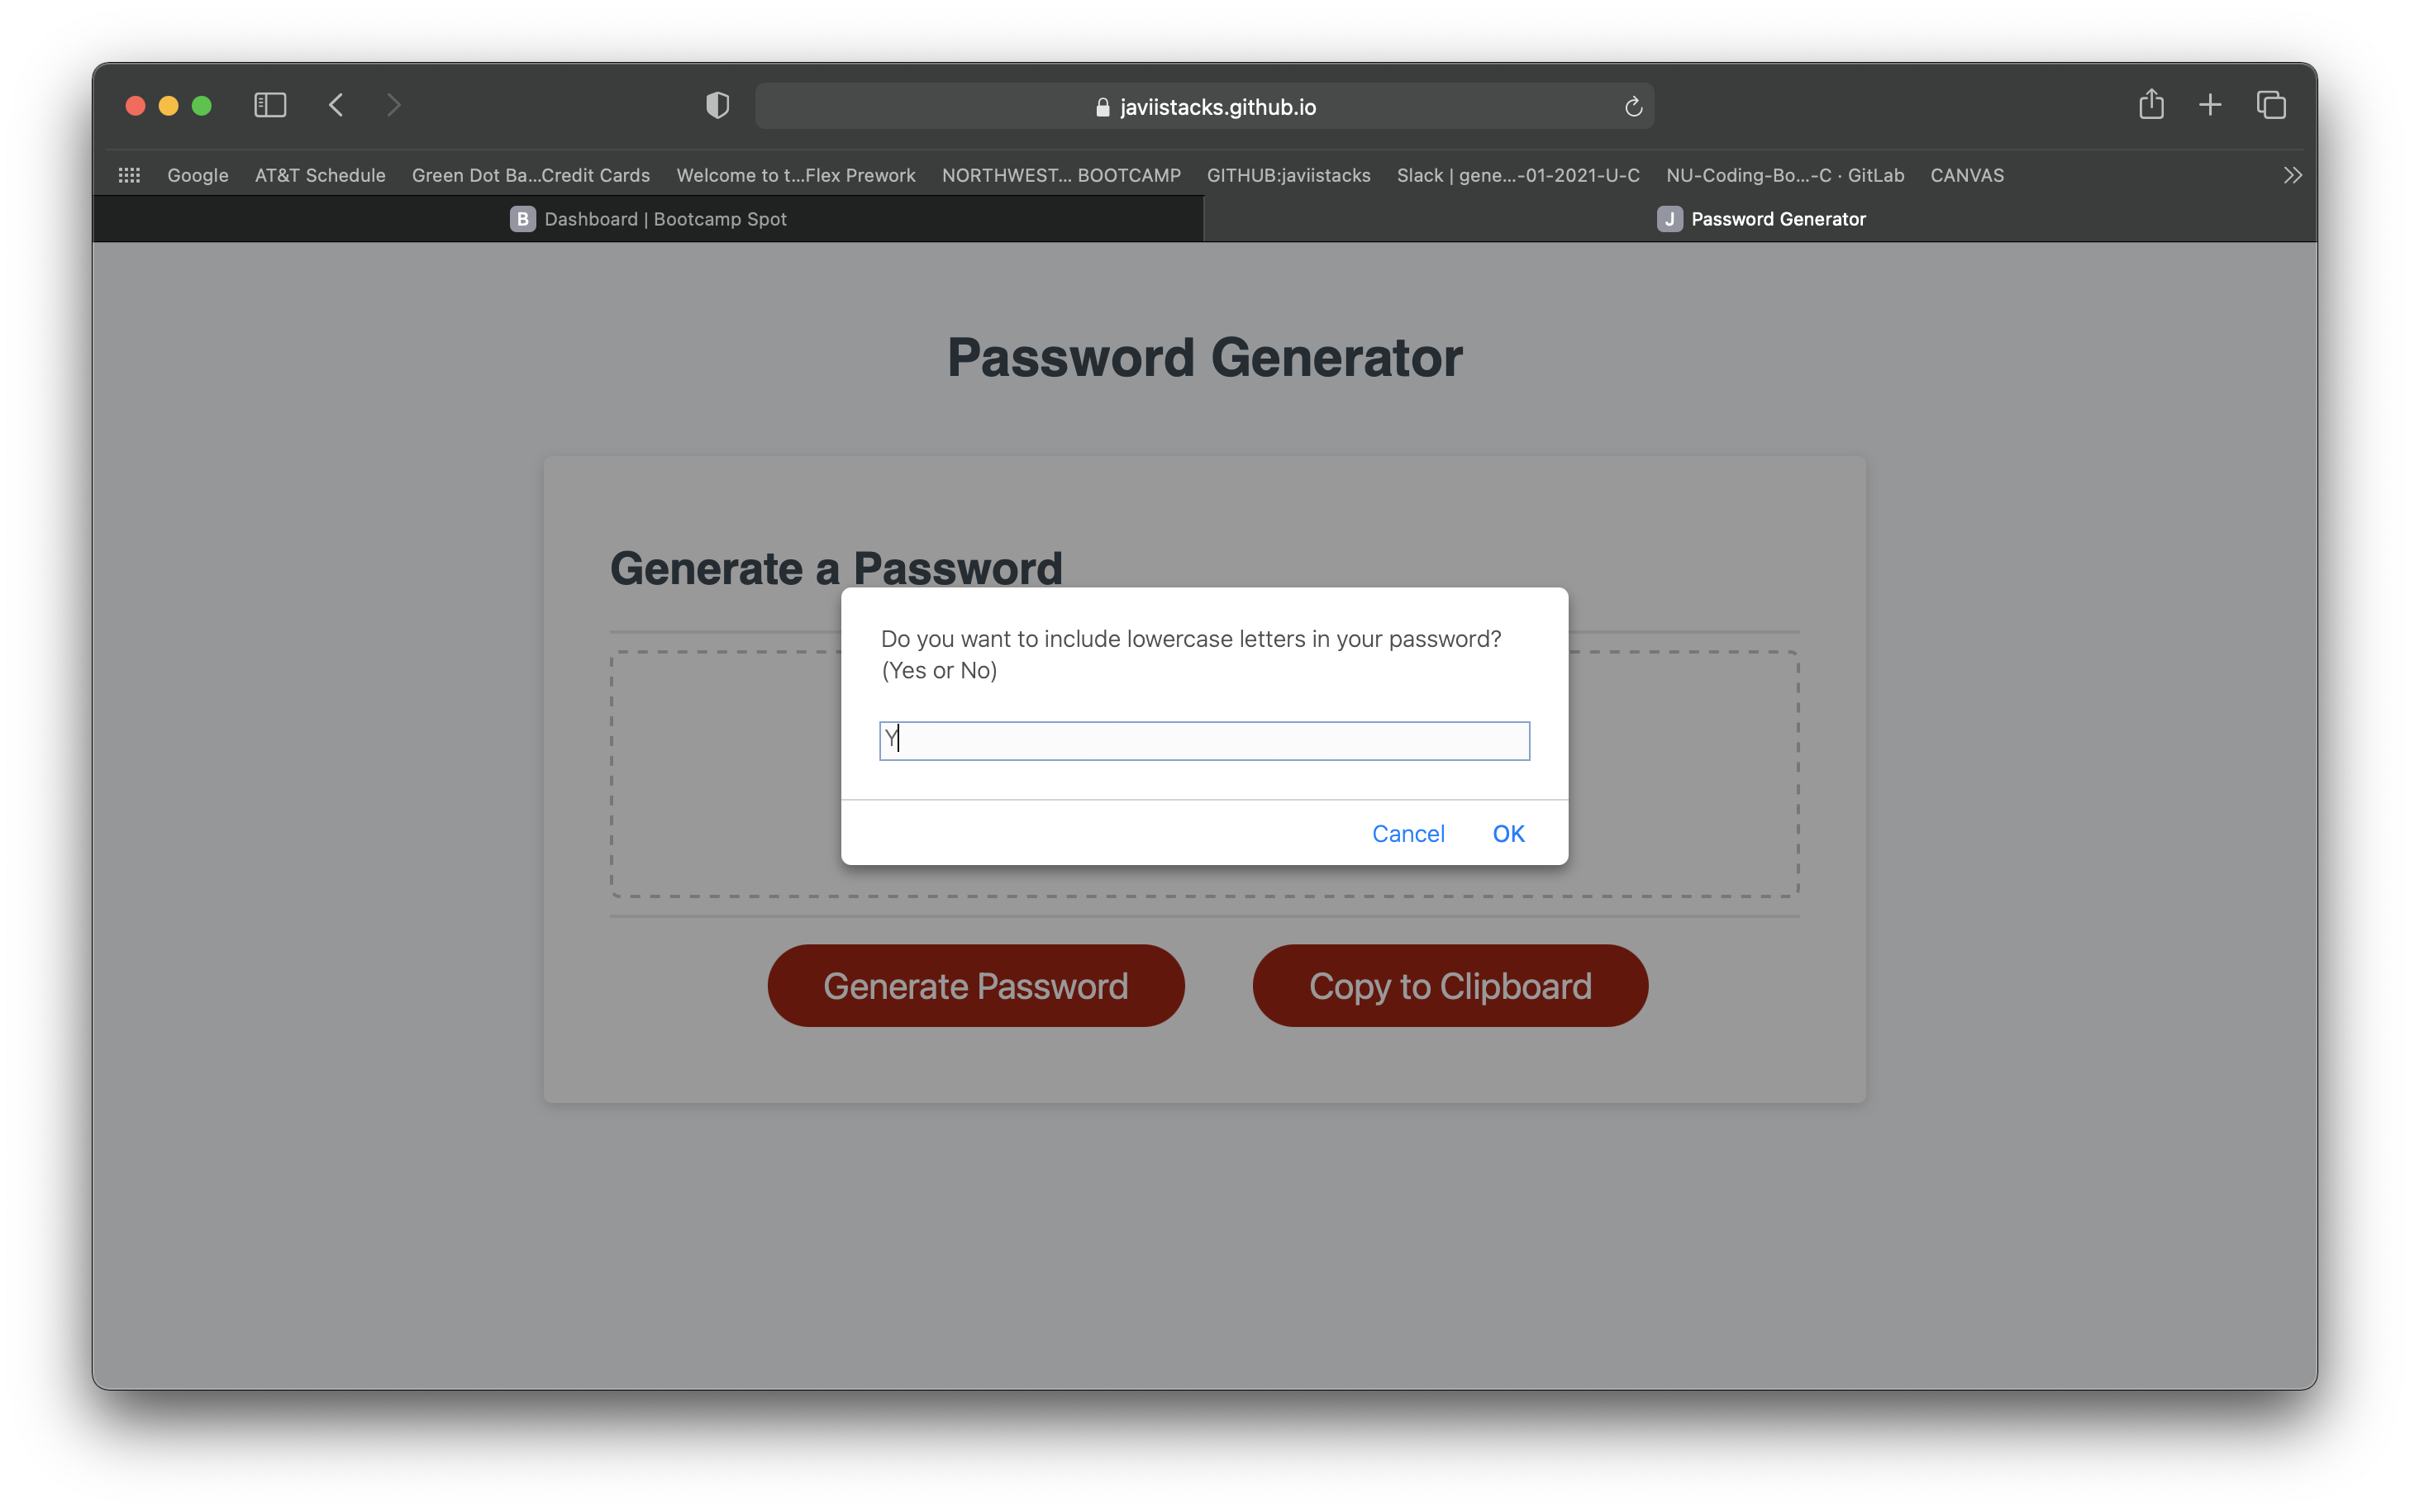 javiistacks.github.io
Google AT&T Schedule Green Dot Ba...Credit Cards Welcome to t...Flex Prework NORTHWEST... BOOTCAMP GITHUB:javiistacks Slack | gene...-01-2021-U-C NU-Coding-Bo...-C · GitLab CANVAS
B Dashboard | Bootcamp Spot J Password Generator
Password Generator
Generate a Password
Do you want to include lowercase letters in your password?
(Yes or No)
Y
Cancel OK
Generate Password Copy to Clipboard